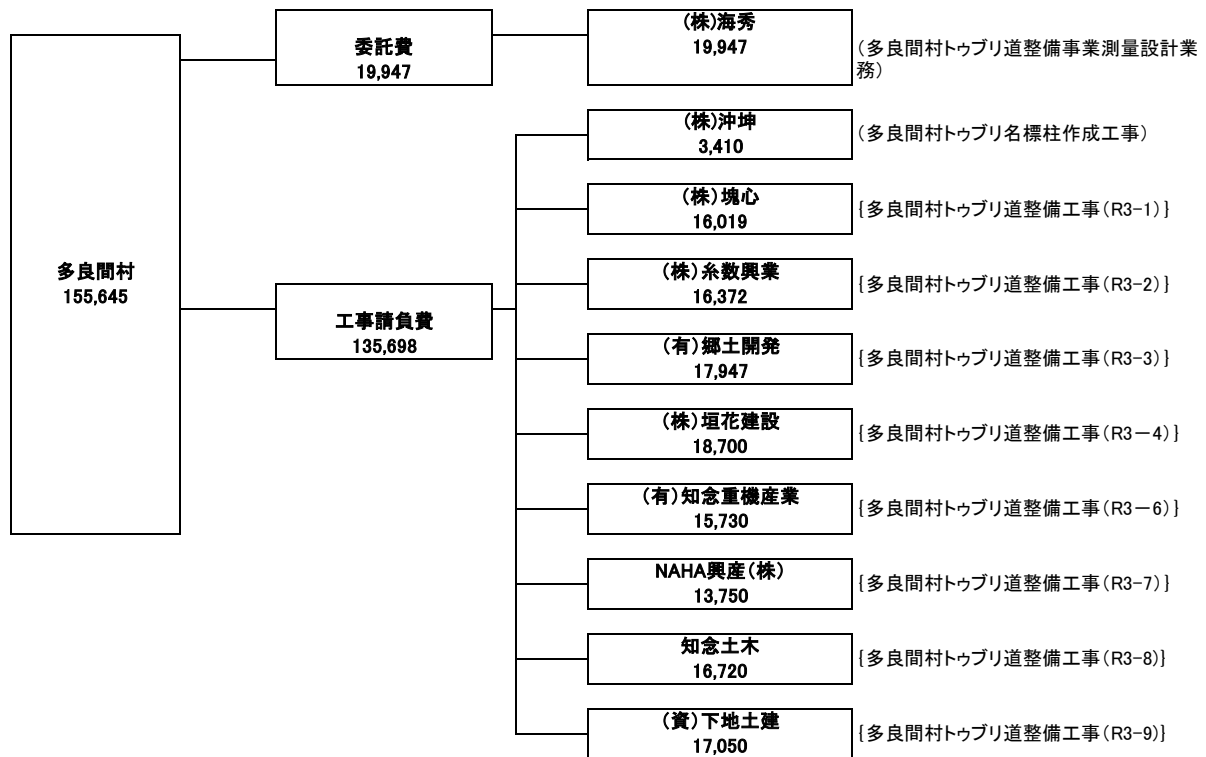 多良間村
155,645
委託費
19,947
(株)海秀
19,947
(多良間村トゥブリ道整備事業測量設計業
務)
工事請負費
135,698
(株)沖坤
3,410
(多良間村トゥブリ名標柱作成工事)
(株)塊心
16,019
{多良間村トゥブリ道整備工事(R3-1)}
(株)糸数興業
16,372
{多良間村トゥブリ道整備工事(R3-2)}
(有)郷土開発
17,947
{多良間村トゥブリ道整備工事(R3-3)}
(株)垣花建設
18,700
{多良間村トゥブリ道整備工事(R3－4)}
(有)知念重機産業
15,730
{多良間村トゥブリ道整備工事(R3－6)}
NAHA興産(株)
13,750
{多良間村トゥブリ道整備工事(R3-7)}
知念土木
16,720
{多良間村トゥブリ道整備工事(R3-8)}
(資)下地土建
17,050
{多良間村トゥブリ道整備工事(R3-9)}